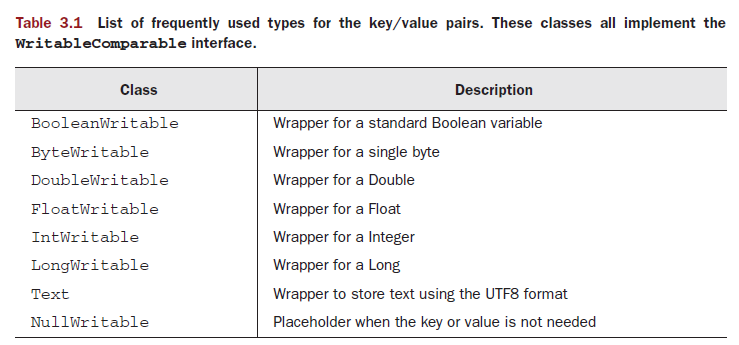 Table 3.1 List of frequently used types for the key/value pairs. These classes all implement the
WritableComparable interface.
Class Description
BooleanWritable Wrapper for a standard Boolean variable
ByteWritable Wrapper for a single byte
DoubleWritable Wrapper for a Double
FloatWritable Wrapper for a Float
IntWritable Wrapper for a Integer
LongWritable Wrapper for a Long
Text Wrapper to store text using the UTF8 format
NullWritable Placeholder when the key or value is not needed